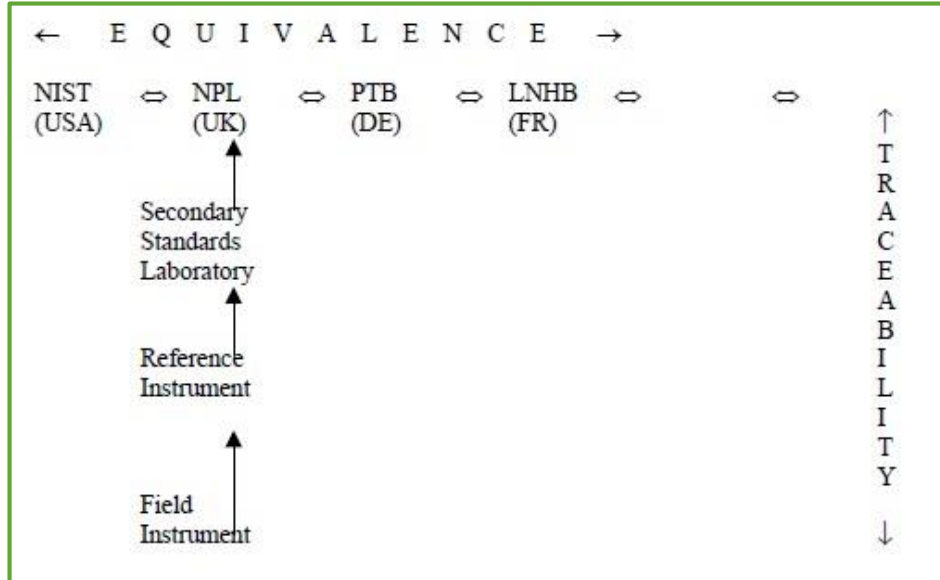 ← E Q U I V A L E N C E →
NIST ⇔ NPL ⇔ PTB ⇔ LNHB ⇔ ⇔
(USA) (UK) (DE) (FR)
Secondary
Standards
Laboratory
Reference
Instrument
Field
Instrument
↑
T
R
A
C
E
A
B
I
L
I
T
Y
↓